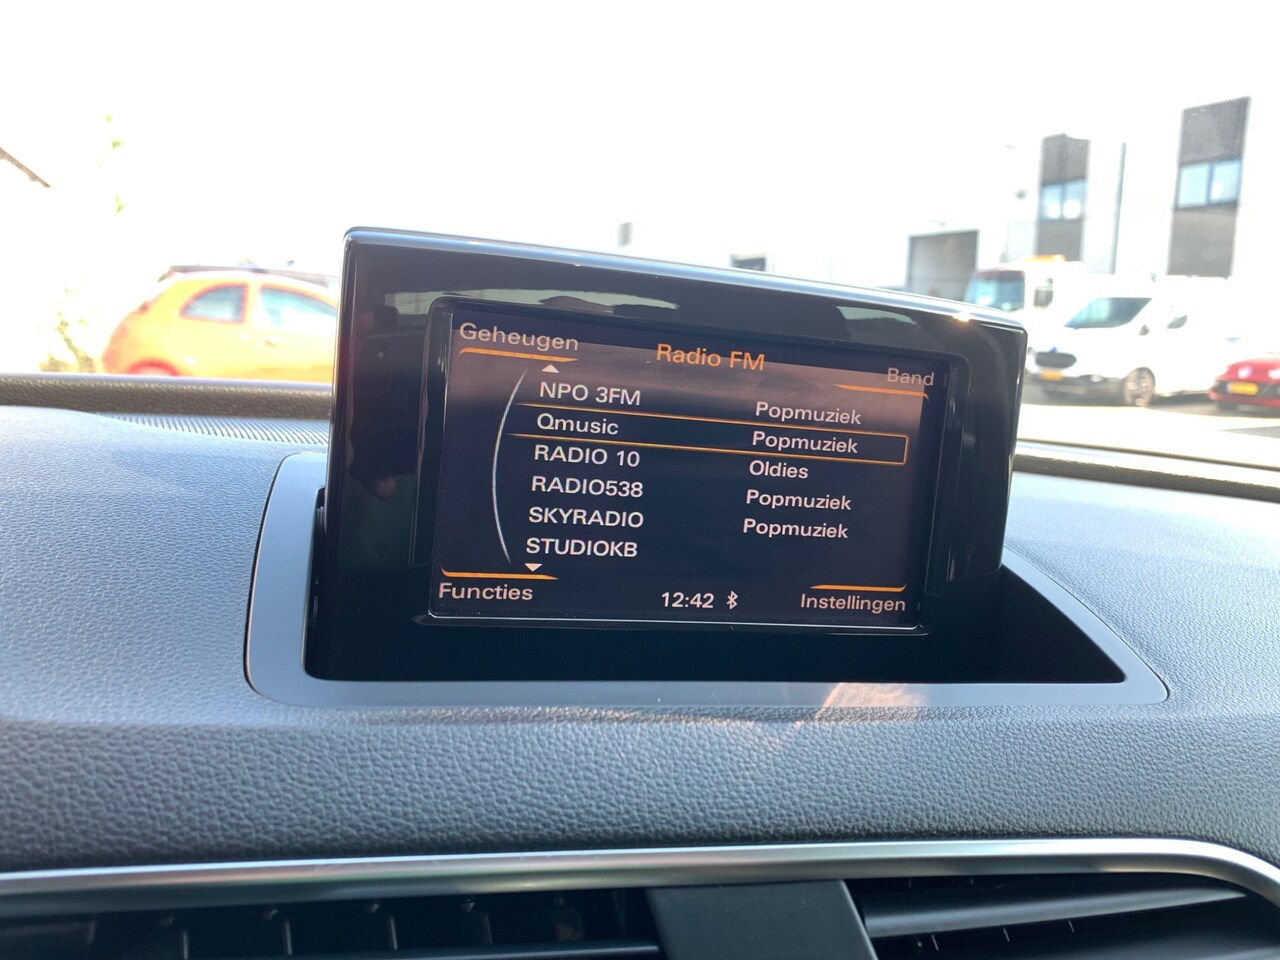 Geheugen Radio FM Band
NPO 3FM Popmuziek
Qmusic Popmuziek
RADIO 10 Oldies
RADIO538 Popmuziek
SKYRADIO Popmuziek
STUDIOKB
Functies 12:42 Instellingen